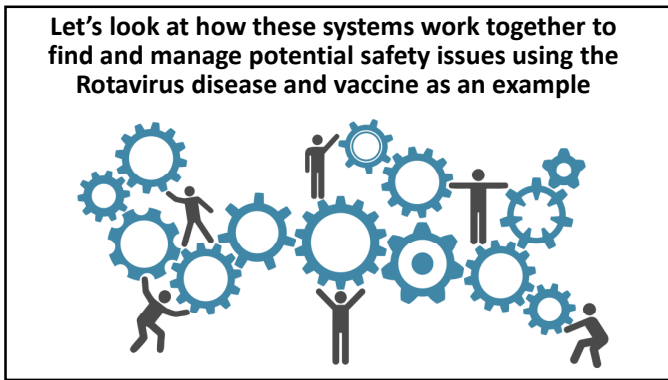 Let’s look at how these systems work together to
find and manage potential safety issues using the
Rotavirus disease and vaccine as an example